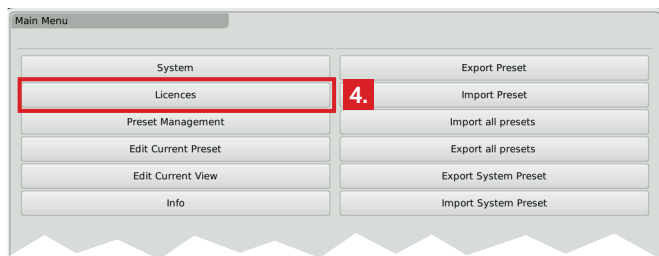 Main Menu
System
Export Preset
Licences
4.
Import Preset
Preset Management
Import all presets
Edit Current Preset
Export all presets
Edit Current View
Export System Preset
Info
Import System Preset